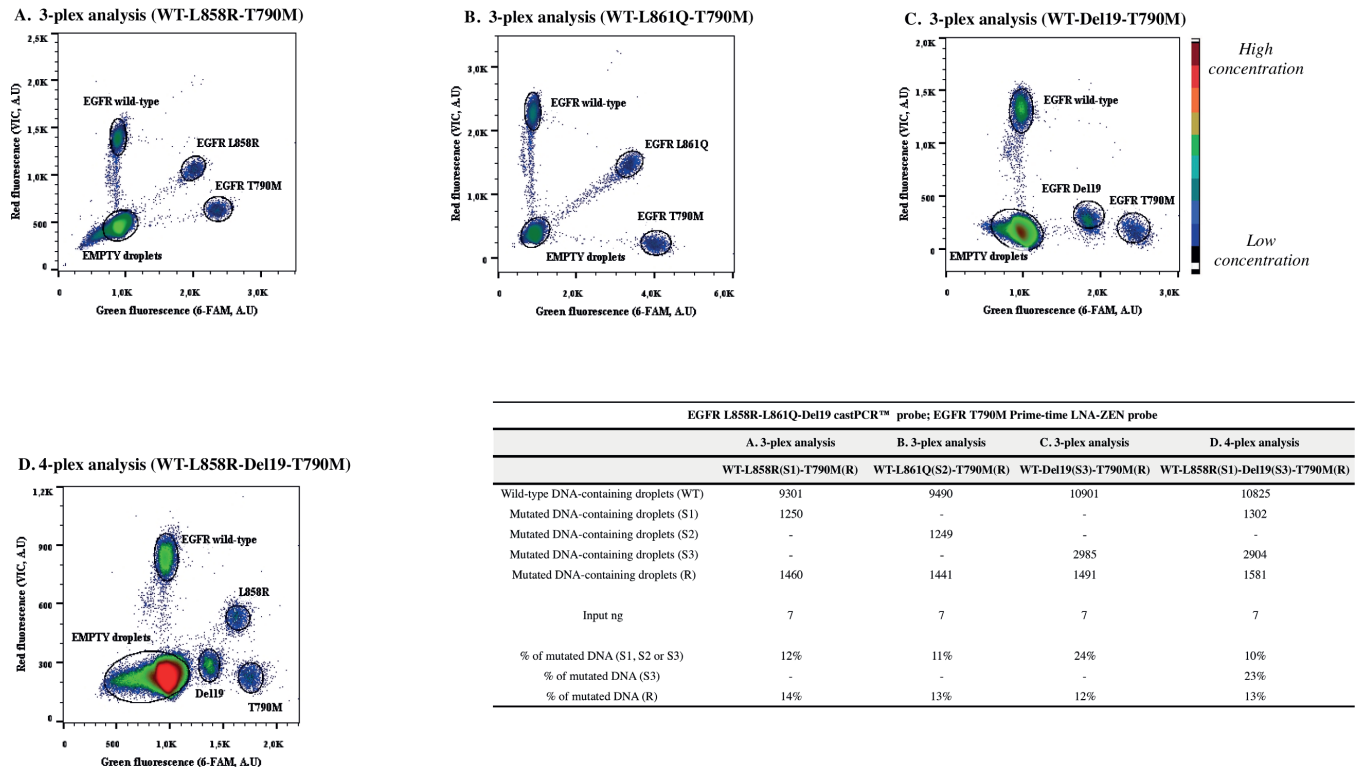 A. 3-plex analysis (WT-L858R-T790M)
2,5K
2,0K
1,5K
1,0K
500
0
Red fluorescence (VIC, A.U)
EGFR wild-type
EGFR L858R
EGFR T790M
EMPTY droplets
0 1,0K 2,0K 3,0K
Green fluorescence (6-FAM, A.U)
B. 3-plex analysis (WT-L861Q-T790M)
3,0K
2,0K
1,0K
0
Red fluorescence (VIC, A.U)
EGFR wild-type
EGFR L861Q
EGFR T790M
EMPTY droplets
0 2,0K 4,0K 6,0K
Green fluorescence (6-FAM, A.U)
C. 3-plex analysis (WT-Del19-T790M)
2,0K
1,5K
1,0K
500
0
Red fluorescence (VIC, A.U)
EGFR wild-type
EGFR Del19
EGFR T790M
EMPTY droplets
0 1,0K 2,0K 3,0K
Green fluorescence (6-FAM, A.U)
High
concentration
Low
concentration
D. 4-plex analysis (WT-L858R-Del19-T790M)
1,2K
900
600
300
0
Red fluorescence (VIC, A.U)
EGFR wild-type
L858R
EMPTY droplets
Del19
T790M
0 500 1,0K 1,5K 2,0K
Green fluorescence (6-FAM, A.U)
EGFR L858R-L861Q-Del19 castPCR™ probe; EGFR T790M Prime-time LNA-ZEN probe
A. 3-plex analysis B. 3-plex analysis C. 3-plex analysis D. 4-plex analysis
WT-L858R(S1)-T790M(R) WT-L861Q(S2)-T790M(R) WT-Del19(S3)-T790M(R) WT-L858R(S1)-Del19(S3)-T790M(R)
Wild-type DNA-containing droplets (WT) 9301 9490 10901 10825
Mutated DNA-containing droplets (S1) 1250 - - 1302
Mutated DNA-containing droplets (S2) - 1249 - -
Mutated DNA-containing droplets (S3) - - 2985 2904
Mutated DNA-containing droplets (R) 1460 1441 1491 1581
Input ng 7 7 7 7
% of mutated DNA (S1, S2 or S3) 12% 11% 24% 10%
% of mutated DNA (S3) - - - 23%
% of mutated DNA (R) 14% 13% 12% 13%